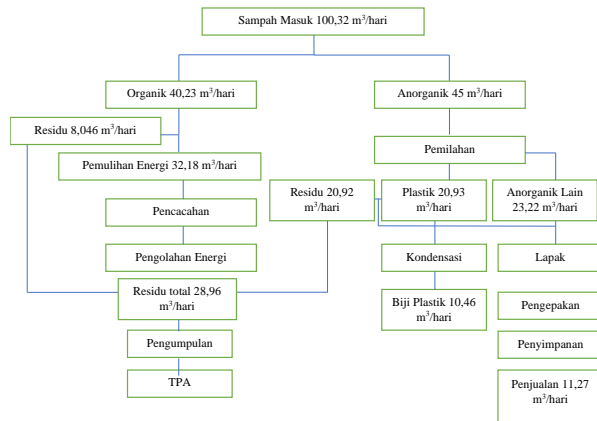 Sampah Masuk 100,32 m³/hari
Organik 40,23 m³/hari
Anorganik 45 m³/hari
Residu 8,046 m³/hari
Pemilahan
Pemulihan Energi 32,18 m³/hari
Residu 20,92
m³/hari
Plastik 20,93
m³/hari
Anorganik Lain
23,22 m³/hari
Pencacahan
Pengolahan Energi
Kondensasi
Lapak
Residu total 28,96
m³/hari
Biji Plastik 10,46
m³/hari
Pengepakan
Pengumpulan
Penyimpanan
TPA
Penjualan 11,27
m³/hari